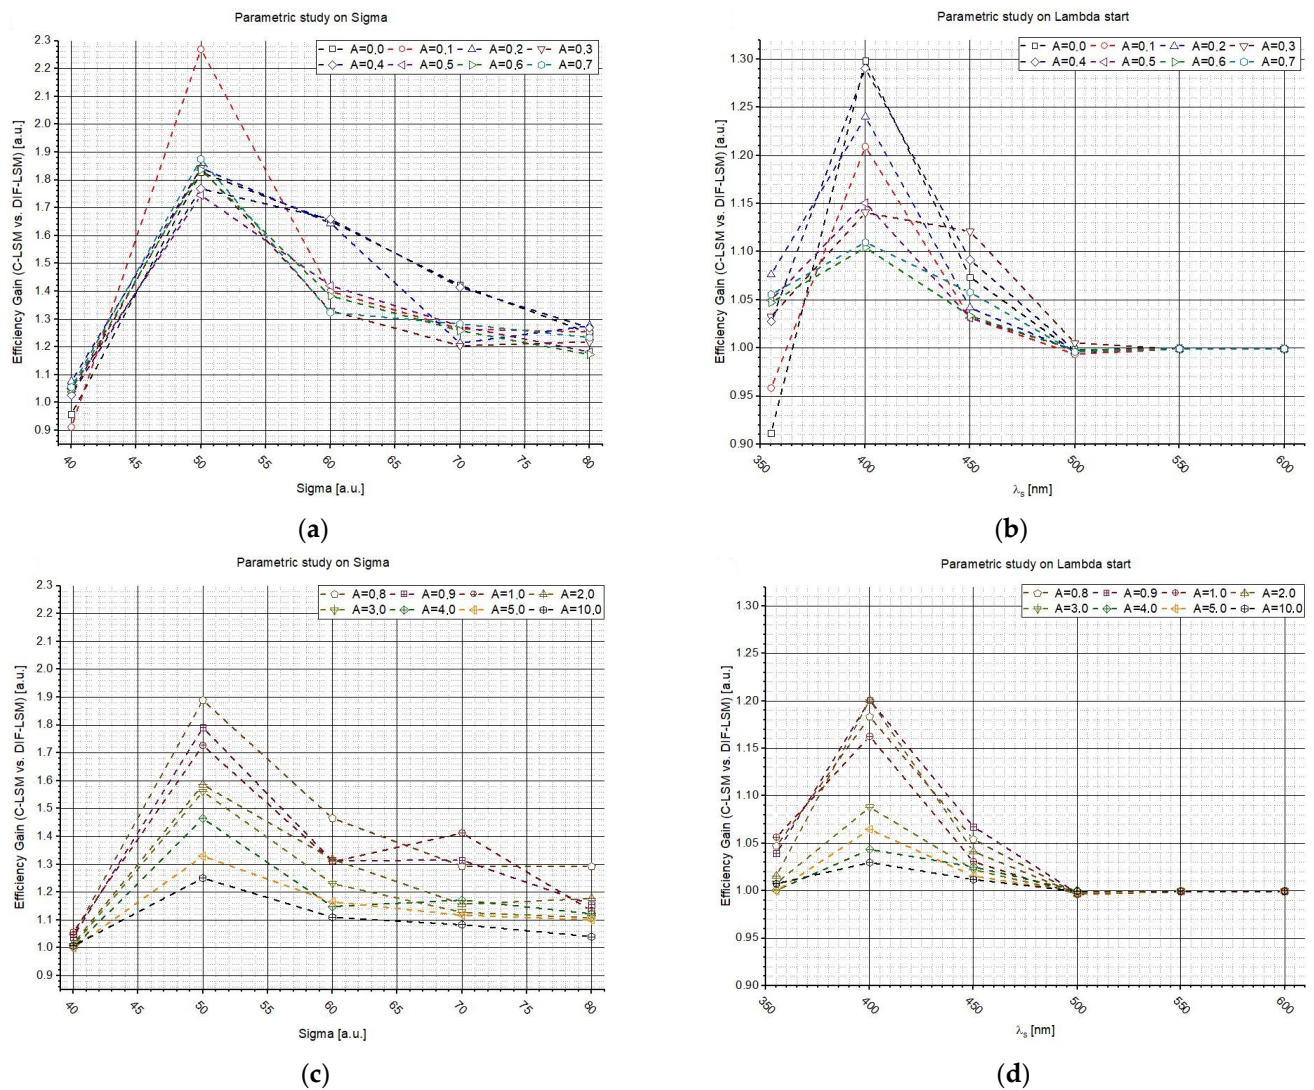 Parametric study on Sigma
A=0,0 A=0,1 A=0,2 A=0,3
A=0,4 A=0,5 A=0,6 A=0,7
Efficiency Gain (C-LSM vs. DIF-LSM) [a.u.]
2.3
2.2
2.1
2.0
1.9
1.8
1.7
1.6
1.5
1.4
1.3
1.2
1.1
1.0
0.9
40 45 50 55 60 65 70 75 80
Sigma [a.u.]
(a)
Parametric study on Lambda start
A=0,0 A=0,1 A=0,2 A=0,3
A=0,4 A=0,5 A=0,6 A=0,7
Efficiency Gain (C-LSM vs. DIF-LSM) [a.u.]
1.30
1.25
1.20
1.15
1.10
1.05
1.00
0.95
0.90
350 400 450 500 550 600
λs [nm]
(b)
Parametric study on Sigma
A=0,8 A=0,9 A=1,0 A=2,0
A=3,0 A=4,0 A=5,0 A=10,0
Efficiency Gain (C-LSM vs. DIF-LSM) [a.u.]
2.3
2.2
2.1
2.0
1.9
1.8
1.7
1.6
1.5
1.4
1.3
1.2
1.1
1.0
0.9
40 45 50 55 60 65 70 75 80
Sigma [a.u.]
(c)
Parametric study on Lambda start
A=0,8 A=0,9 A=1,0 A=2,0
A=3,0 A=4,0 A=5,0 A=10,0
Efficiency Gain (C-LSM vs. DIF-LSM) [a.u.]
1.30
1.25
1.20
1.15
1.10
1.05
1.00
0.95
0.90
350 400 450 500 550 600
λs [nm]
(d)